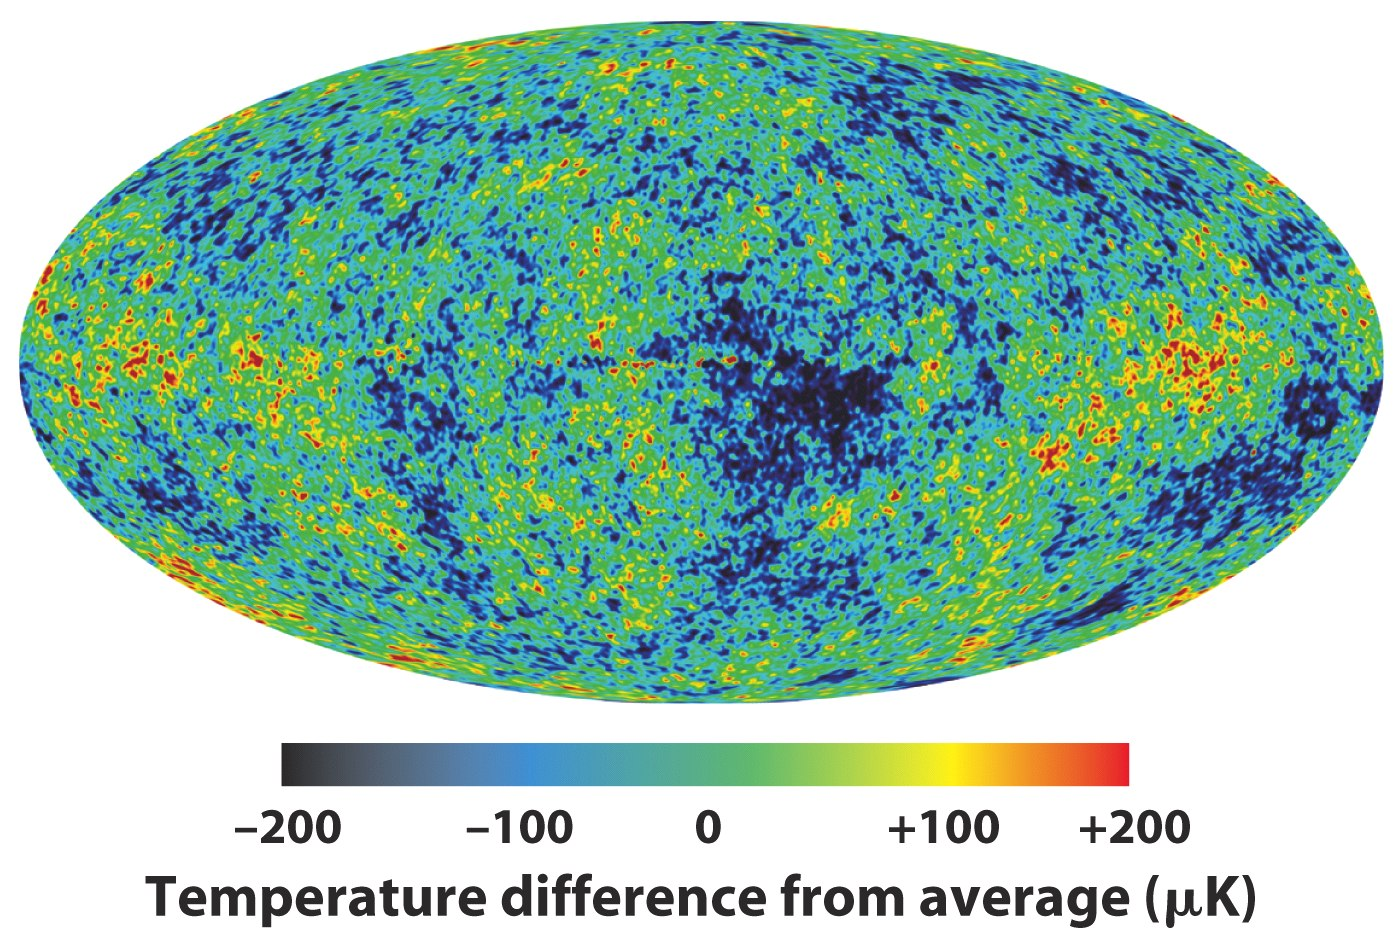 –200 –100 0 +100 +200
Temperature difference from average (μK)